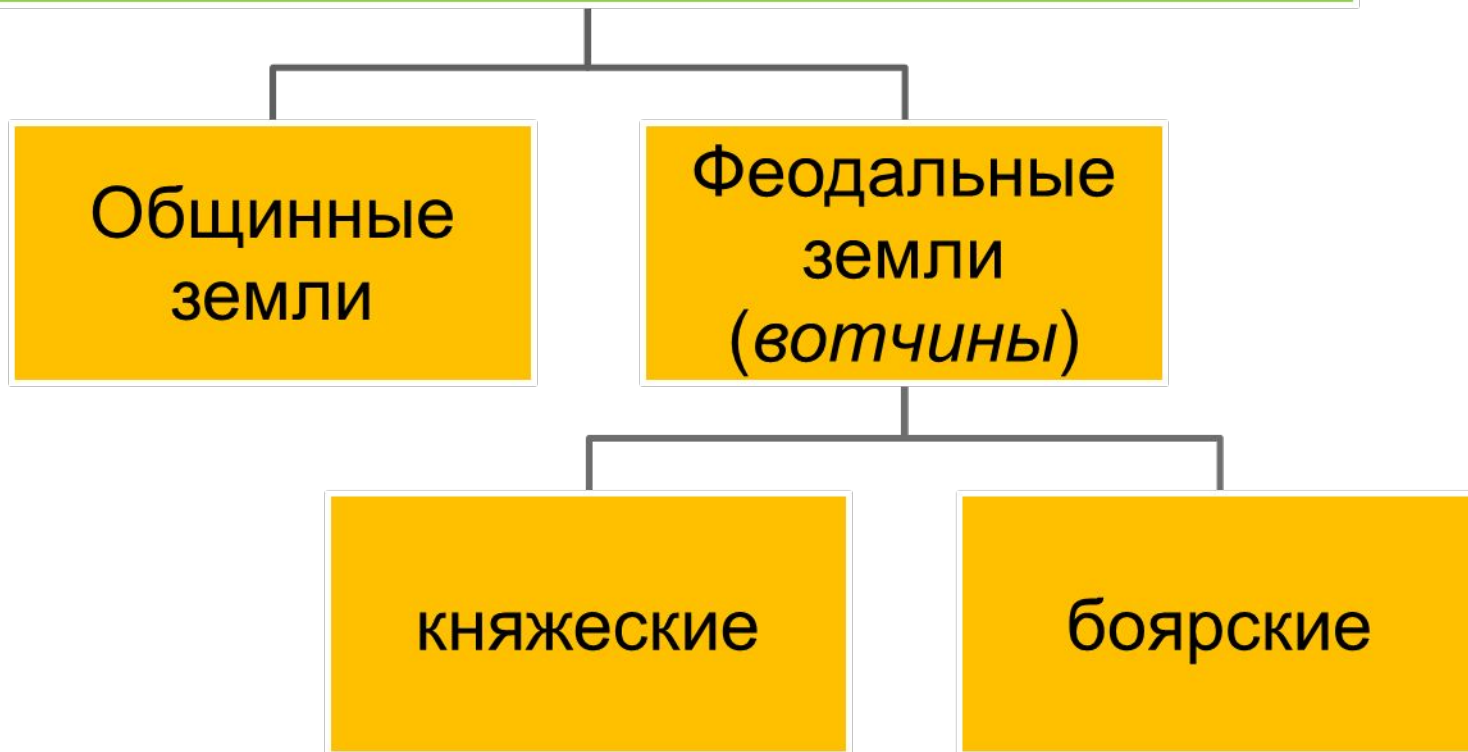 Общинные
земли
Феодальные
земли
(вотчины)
княжеские
боярские